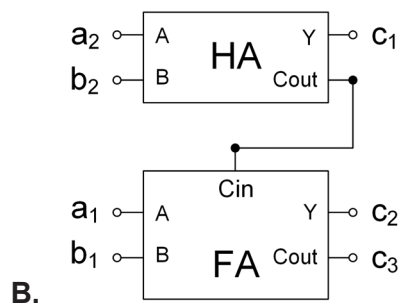 a₂ A Y c₁
HA
b₂ B Cout
Cin
a₁ A Y c₂
b₁ B FA Cout c₃
B.